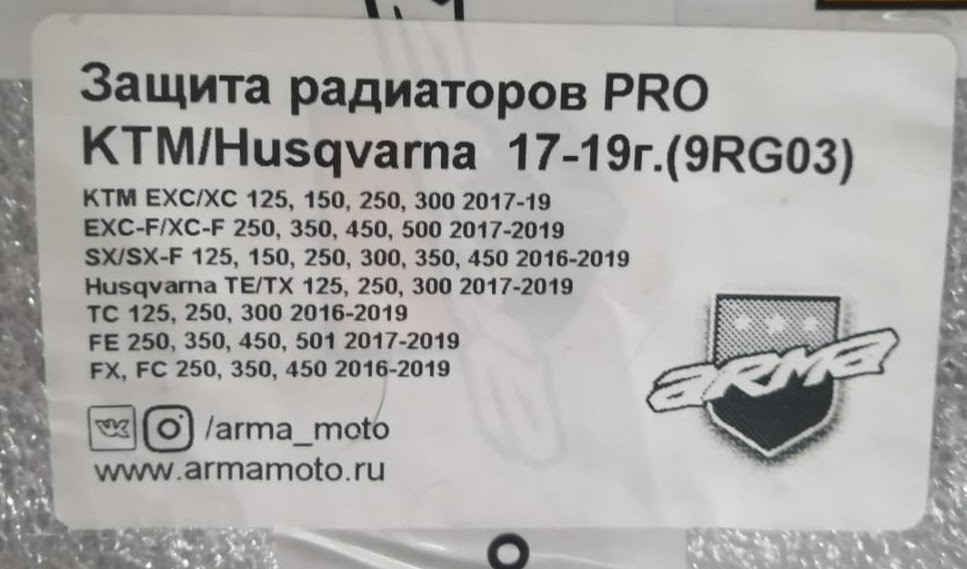 Защита радиаторов PRO
KTM/Husqvarna 17-19г.(9RG03)
KTM EXC/XC 125, 150, 250, 300 2017-19
EXC-F/XC-F 250, 350, 450, 500 2017-2019
SX/SX-F 125, 150, 250, 300, 350, 450 2016-2019
Husqvarna TE/TX 125, 250, 300 2017-2019
TC 125, 250, 300 2016-2019
FE 250, 350, 450, 501 2017-2019
FX, FC 250, 350, 450 2016-2019
ARMA
/arma_moto
www.armamoto.ru